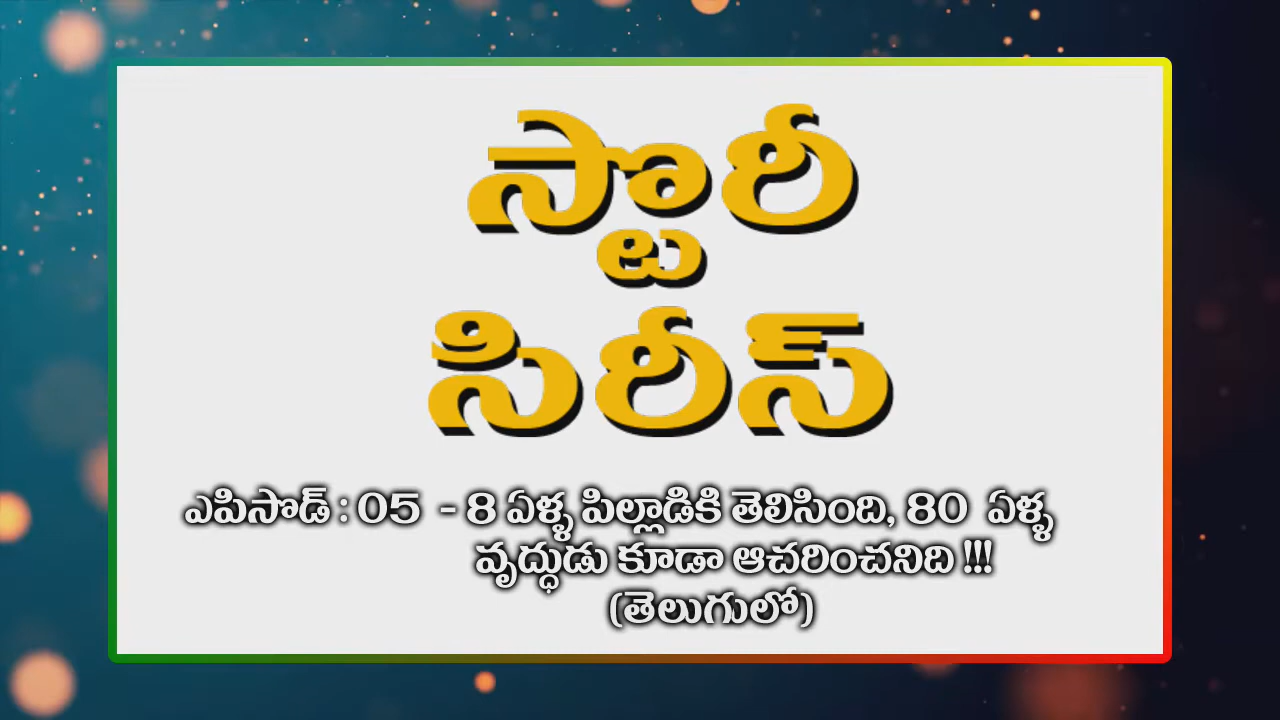 స్టోరీ
సిరీస్
ఎపిసోడ్ : 05 - 8 ఏళ్ళ పిల్లాడికి తెలిసింది, 80 ఏళ్ళ
వృద్ధుడు కూడా ఆచరించనిది !!!
(తెలుగులో)